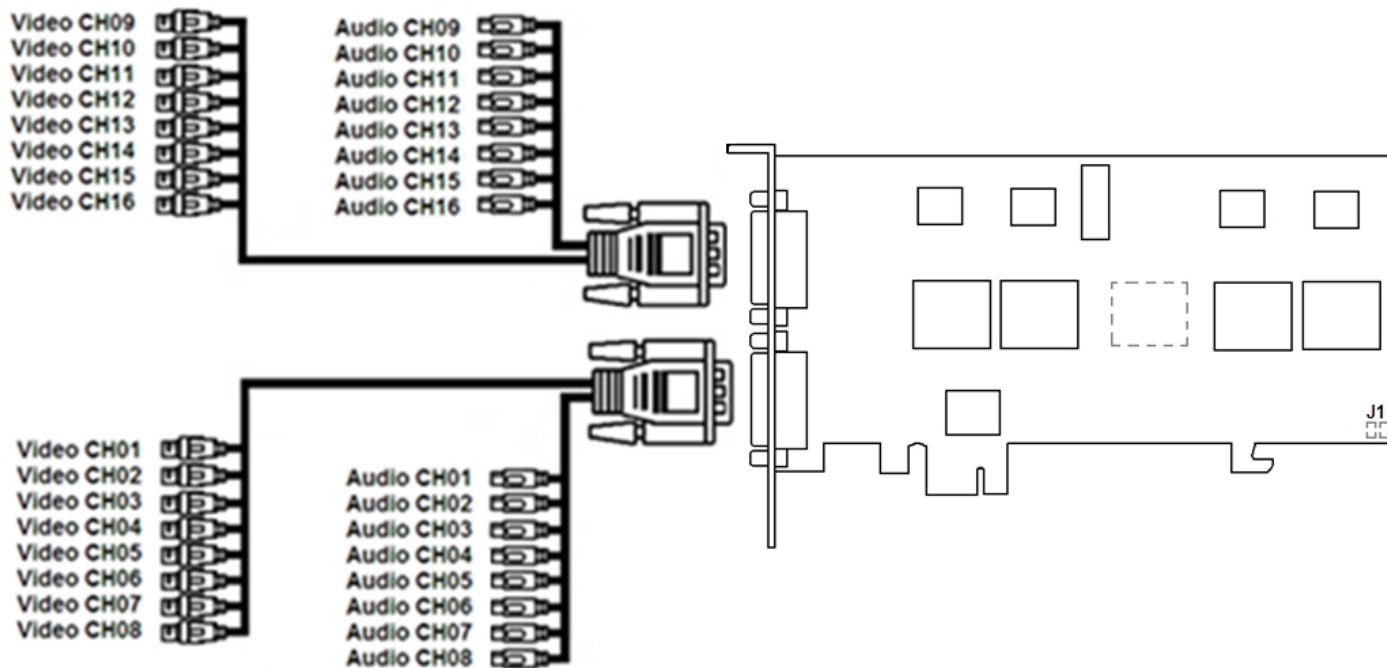 Video CH09
Video CH10
Video CH11
Video CH12
Video CH13
Video CH14
Video CH15
Video CH16
Audio CH09
Audio CH10
Audio CH11
Audio CH12
Audio CH13
Audio CH14
Audio CH15
Audio CH16
J1
Video CH01
Video CH02
Video CH03
Video CH04
Video CH05
Video CH06
Video CH07
Video CH08
Audio CH01
Audio CH02
Audio CH03
Audio CH04
Audio CH05
Audio CH06
Audio CH07
Audio CH08